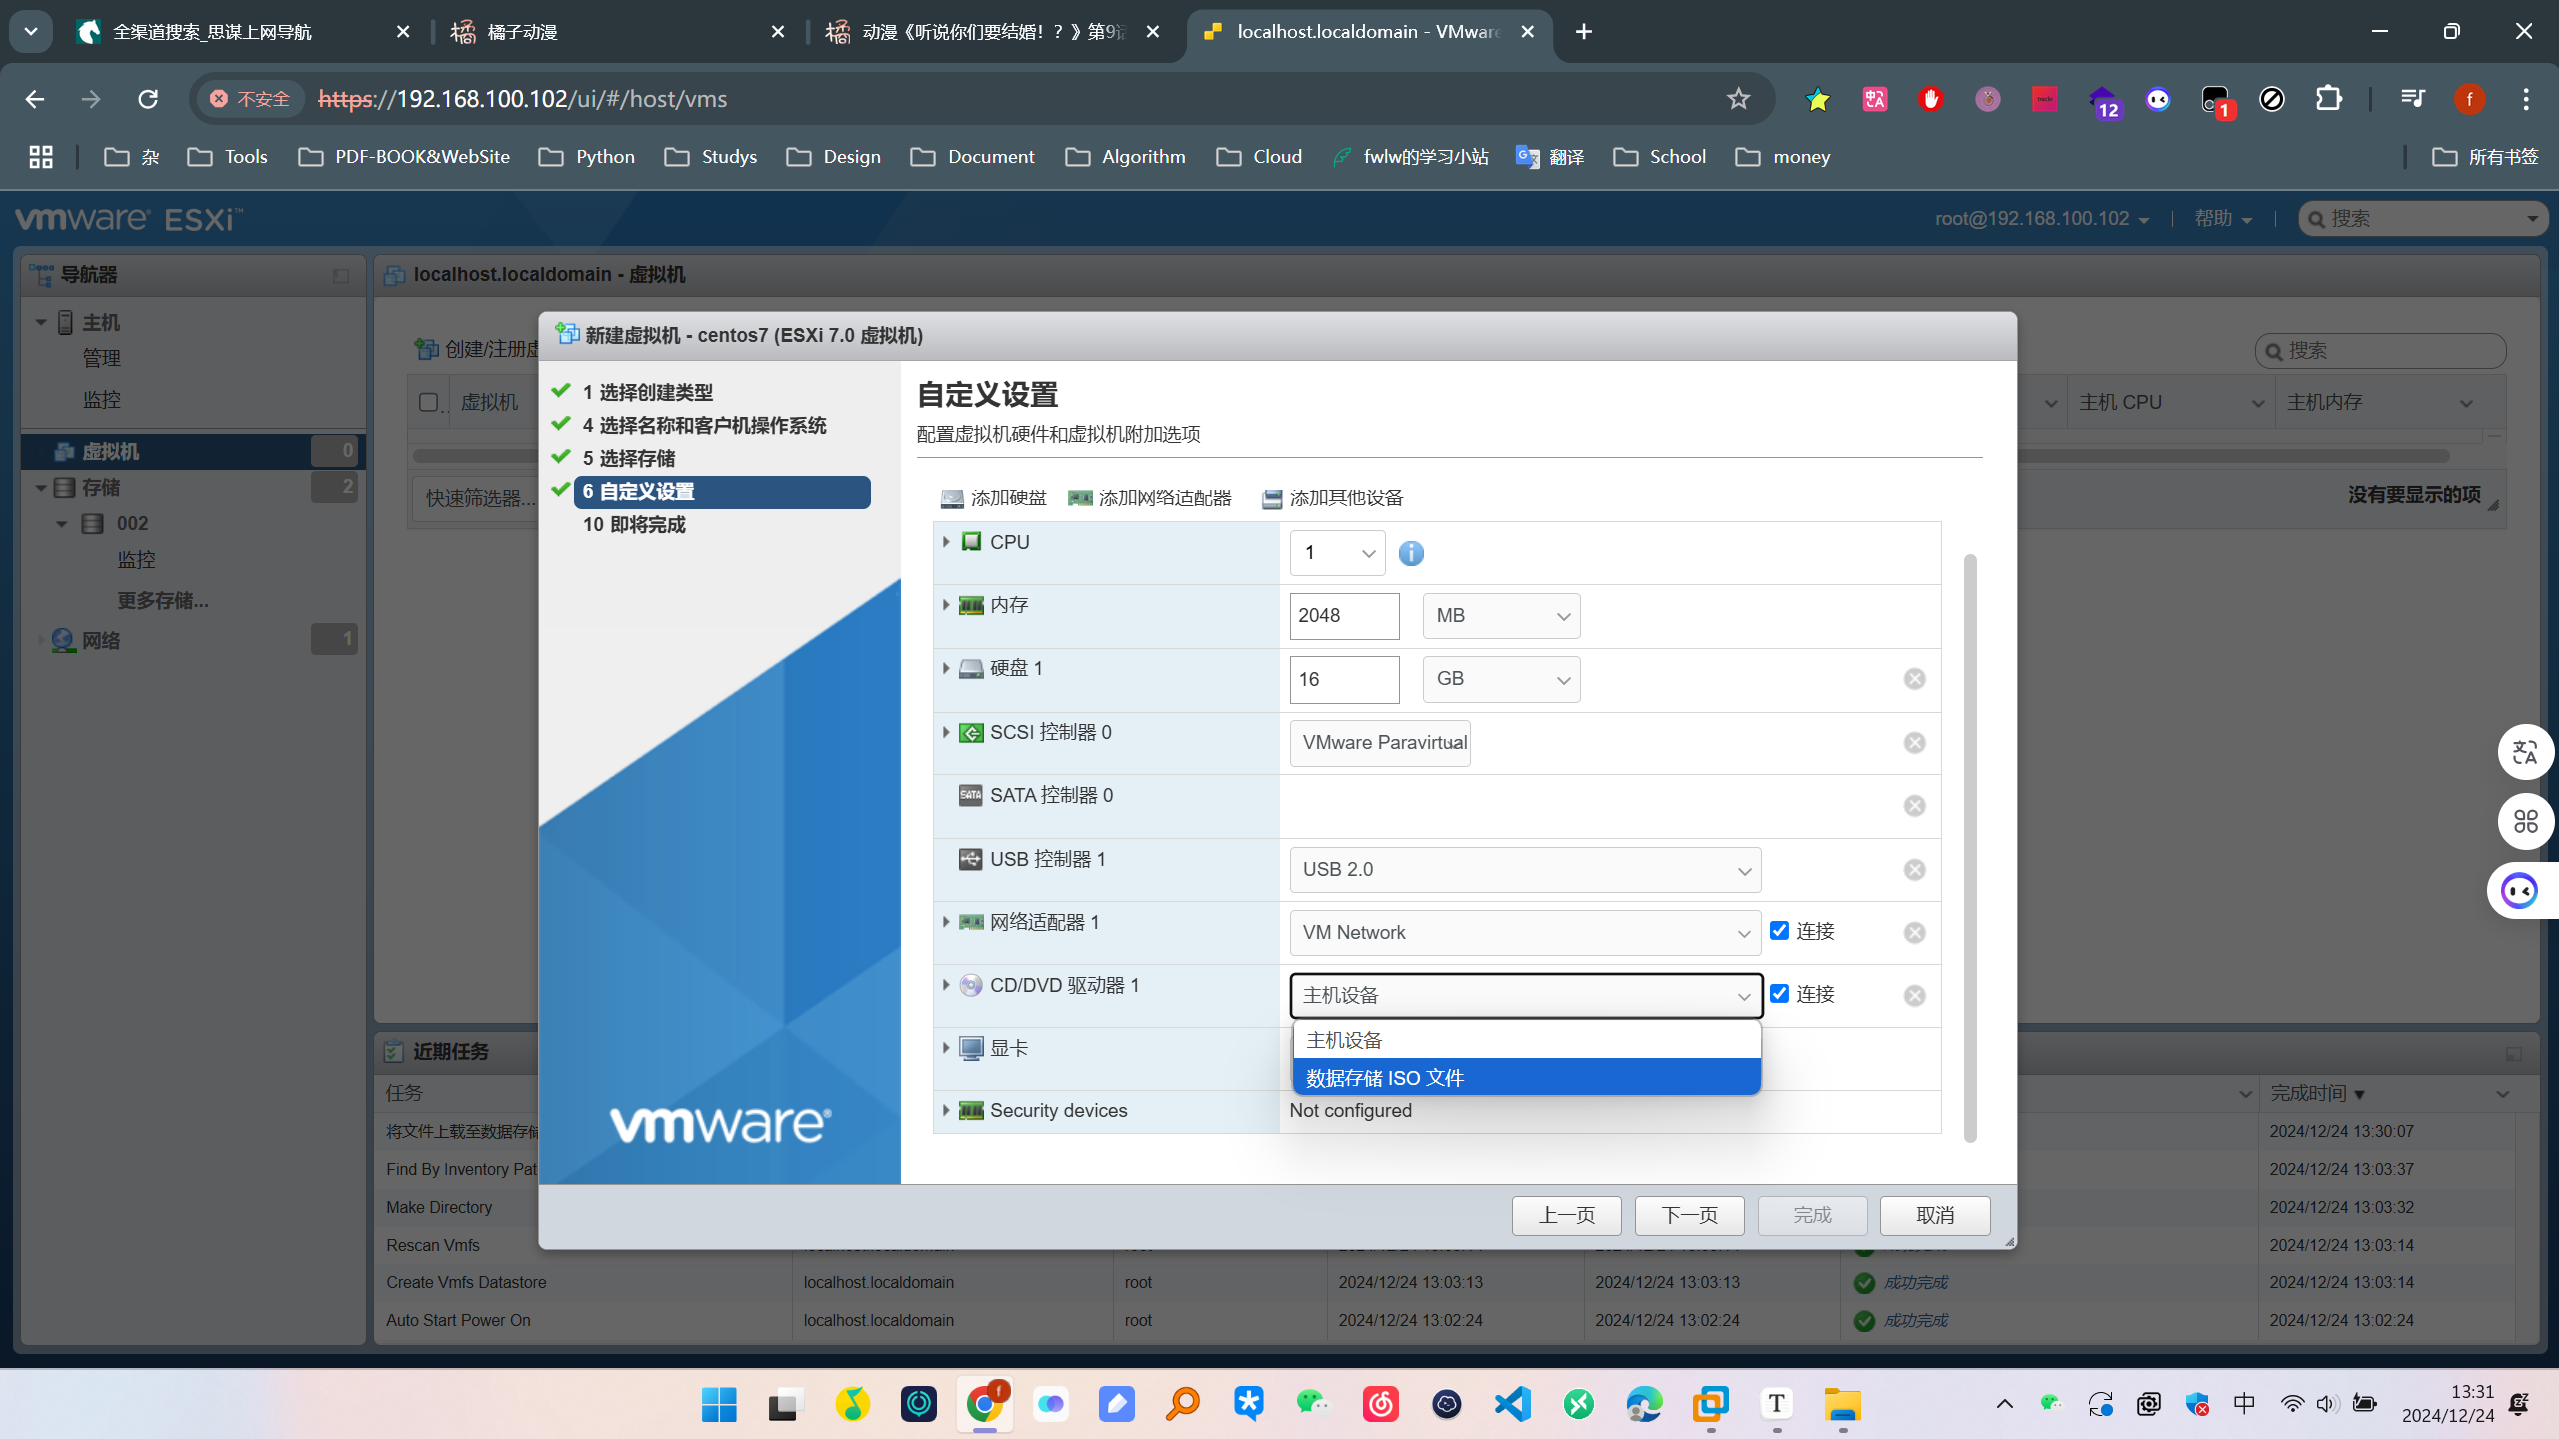 全渠道搜索_思谋上网导航
橘子动漫
动漫《听说你们要结婚！？》第9话
localhost.localdomain - VMware
不安全
https://192.168.100.102/ui/#/host/vms
12
1
f
杂
Tools
PDF-BOOK&WebSite
Python
Studys
Design
Document
Algorithm
Cloud
fwlw的学习小站
翻译
School
money
所有书签
vmware ESXi™
root@192.168.100.102
帮助
搜索
导航器
localhost.localdomain - 虚拟机
主机
管理
监控
虚拟机 0
存储 2
002
监控
更多存储...
网络 1
创建/注册虚
搜索
虚拟机
主机 CPU
主机内存
快速筛选器...
没有要显示的项
新建虚拟机 - centos7 (ESXi 7.0 虚拟机)
1 选择创建类型
4 选择名称和客户机操作系统
5 选择存储
6 自定义设置
10 即将完成
vmware®
自定义设置
配置虚拟机硬件和虚拟机附加选项
添加硬盘 添加网络适配器 添加其他设备
CPU 1
内存 2048 MB
硬盘 1 16 GB
SCSI 控制器 0 VMware Paravirtual
SATA 控制器 0
USB 控制器 1 USB 2.0
网络适配器 1 VM Network 连接
CD/DVD 驱动器 1 主机设备 连接
主机设备
数据存储 ISO 文件
显卡
Security devices Not configured
上一页 下一页 完成 取消
近期任务
任务 完成时间▼
将文件上载至数据存储 2024/12/24 13:30:07
Find By Inventory Pat 2024/12/24 13:03:37
Make Directory 2024/12/24 13:03:32
Rescan Vmfs 2024/12/24 13:03:14
Create Vmfs Datastore localhost.localdomain root 2024/12/24 13:03:13 2024/12/24 13:03:13 成功完成 2024/12/24 13:03:14
Auto Start Power On localhost.localdomain root 2024/12/24 13:02:24 2024/12/24 13:02:24 成功完成 2024/12/24 13:02:24
中
13:31
2024/12/24